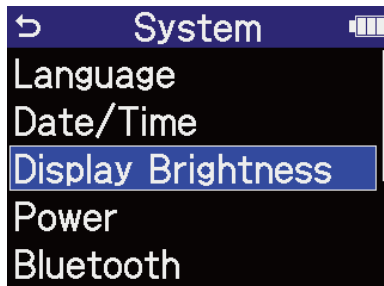 System
Language
Date/Time
Display Brightness
Power
Bluetooth